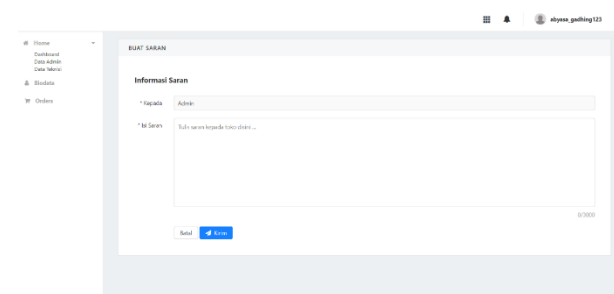 abyasa_gadhing123
Home
Dashboard
Data Admin
Data Teknisi
Biodata
Orders
BUAT SARAN
Informasi Saran
* Kepada
Admin
* Isi Saran
Tulis saran kepada toko disini ...
0/3000
Batal
Kirim